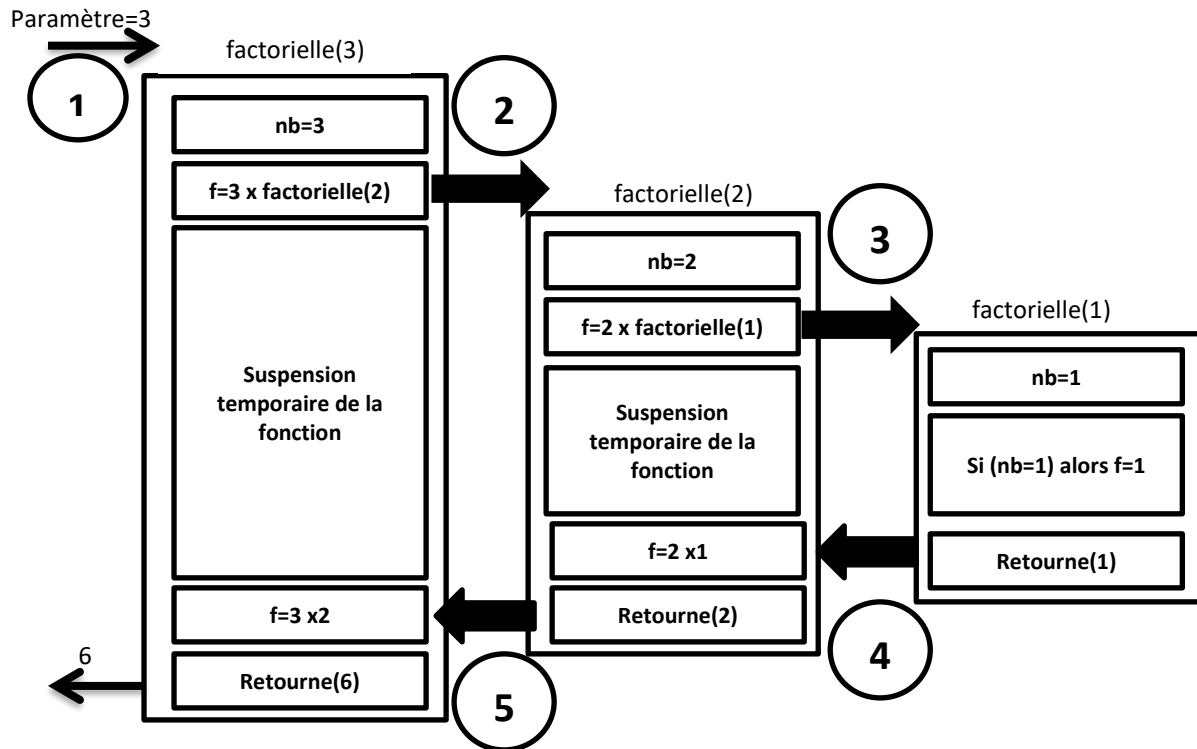 Paramètre=3
1
factorielle(3)
nb=3
f=3 x factorielle(2)
Suspension
temporaire de la
fonction
f=3 x2
Retourne(6)
6
2
factorielle(2)
nb=2
f=2 x factorielle(1)
Suspension
temporaire de la
fonction
f=2 x1
Retourne(2)
3
factorielle(1)
nb=1
Si (nb=1) alors f=1
Retourne(1)
4
5